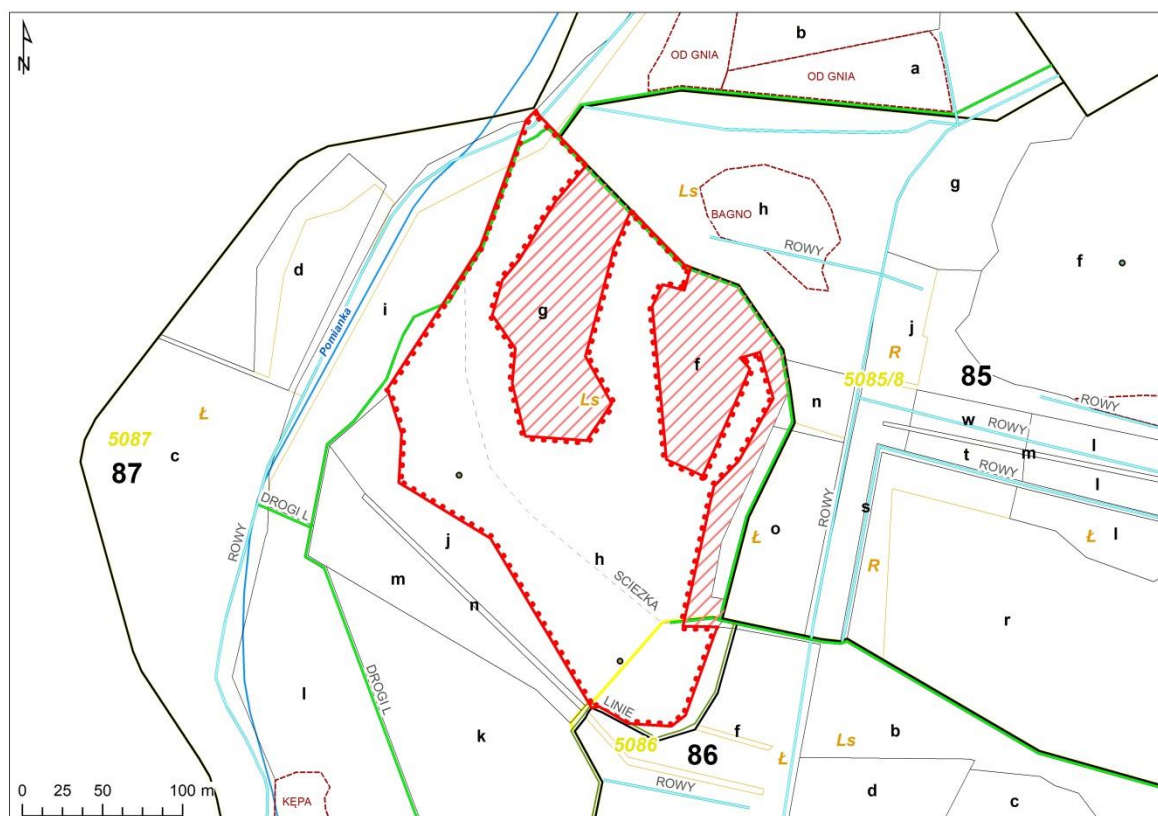 N
b
OD GNIA
a
OD GNIA
g
Ls
h
BAGNO
ROWY
f
d
i
Pomianka
g
f
j
R
85
5085/8
Ls
n
ROWY
w
ROWY
l
t
m
ROWY
l
Ł
5087
87
c
DROGI L
ROWY
j
h
SCIEZKA
m
n
Ł
o
ROWY
s
R
Ł
l
r
l
DROGI L
k
LINIE
5086
86
f
Ł
ROWY
Ls
b
d
c
KĘPA
0 25 50 100 m